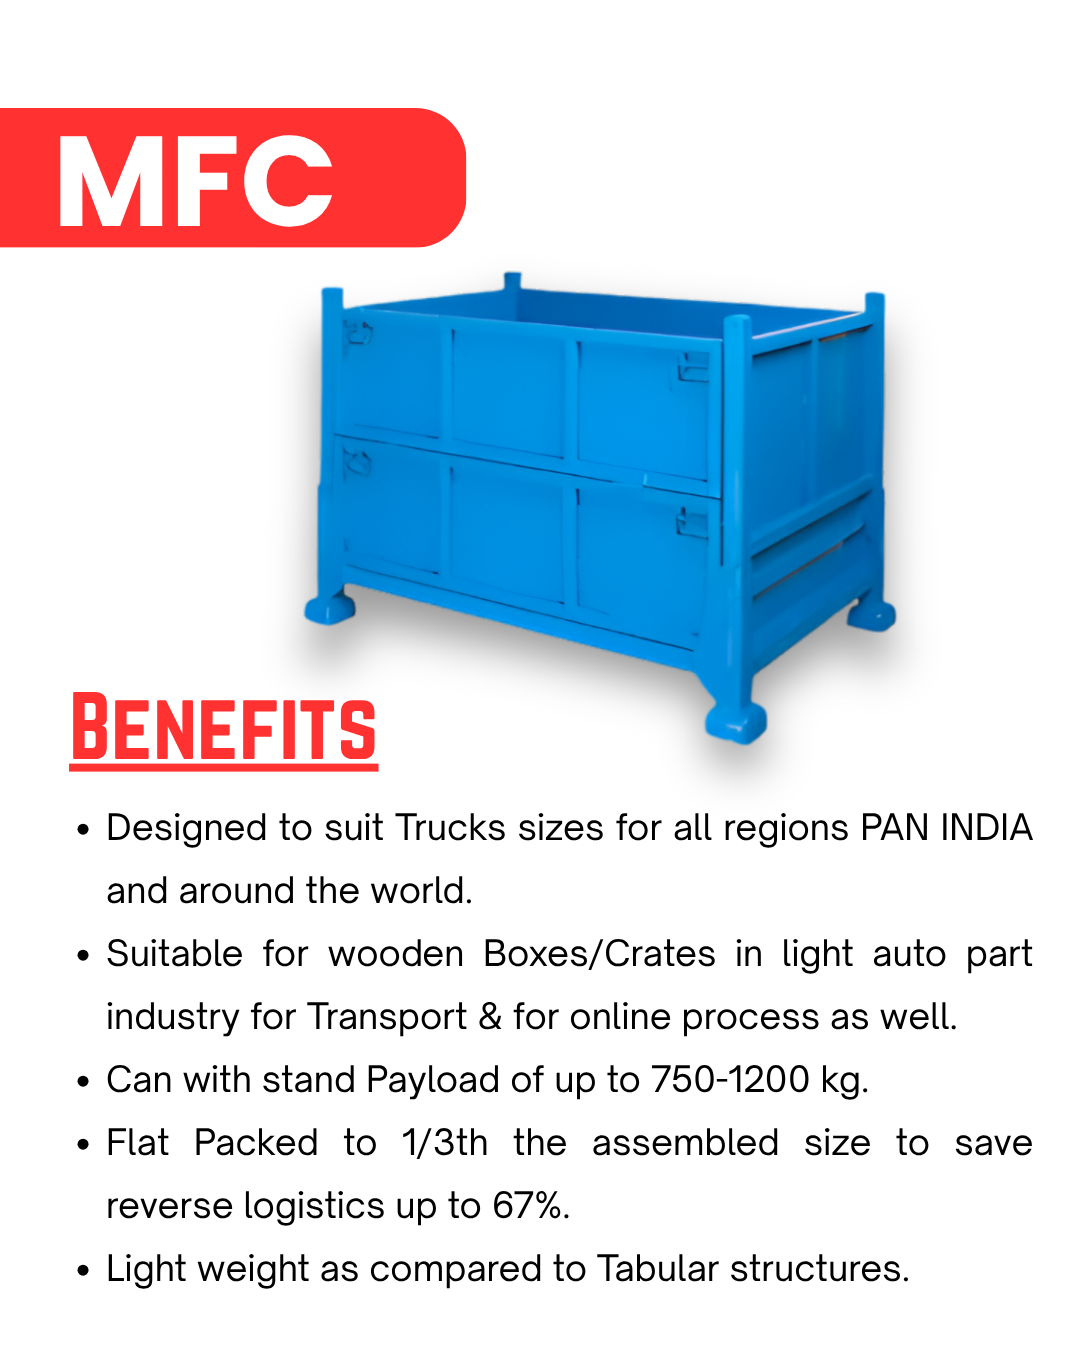 MFC
BENEFITS
• Designed to suit Trucks sizes for all regions PAN INDIA
and around the world.
• Suitable for wooden Boxes/Crates in light auto part
industry for Transport & for online process as well.
• Can with stand Payload of up to 750-1200 kg.
• Flat Packed to 1/3th the assembled size to save
reverse logistics up to 67%.
• Light weight as compared to Tabular structures.